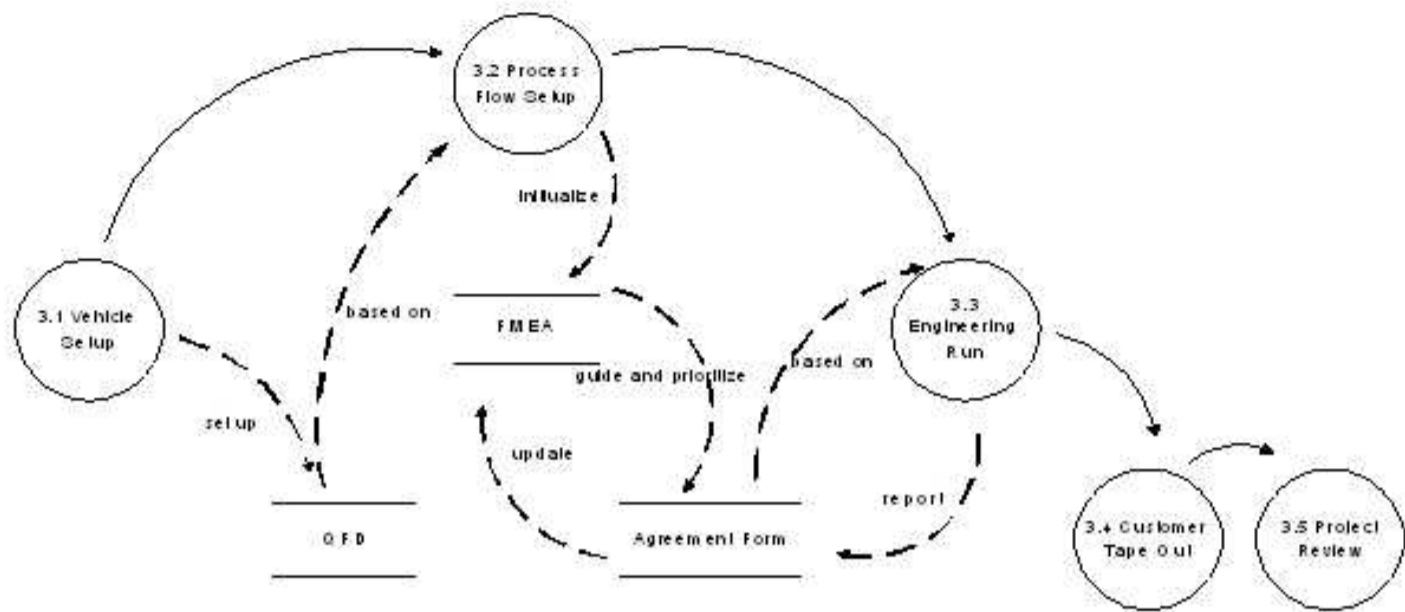 3.2 Process
Flow Setup
initialize
3.1 Vehicle
Setup
based on
FMEA
guide and prioritize
based on
3.3
Engineering
Run
set up
update
report
QFD
Agreement Form
3.4 Customer
Tape Out
3.5 Project
Review